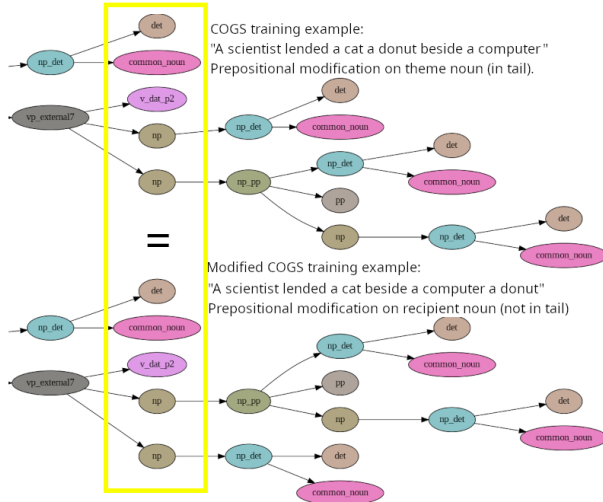 det
COGS training example:
"A scientist lended a cat a donut beside a computer"
np_det
common_noun
Prepositional modification on theme noun (in tail).
v_dat_p2
det
vp_external7
np
np_det
common_noun
np_det
det
np
np_pp
common_noun
pp
det
np
np_det
common_noun
=
Modified COGS training example:
det
"A scientist lended a cat beside a computer a donut"
np_det
common_noun
Prepositional modification on recipient noun (not in tail)
det
np_det
v_dat_p2
common_noun
vp_external7
pp
np
np_pp
det
np
np_det
common_noun
np
np_det
det
common_noun